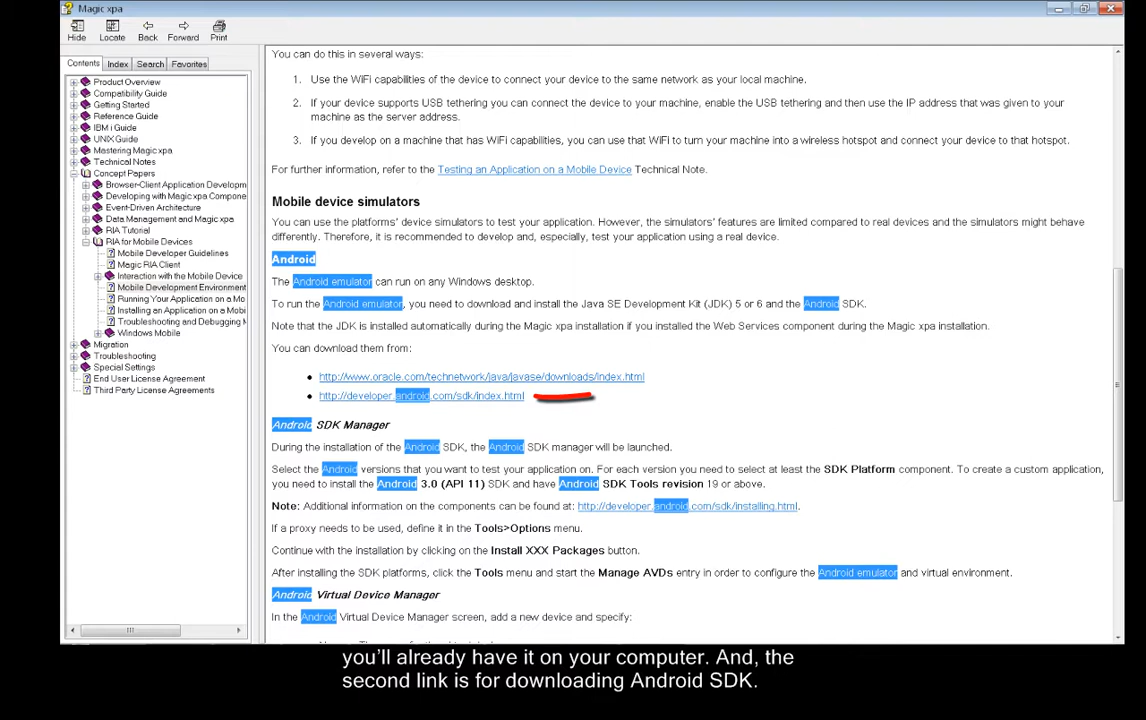 Magic xpa
Hide
Locate
Back
Forward
Print
Contents
Index
Search
Favorites
Product Overview
Compatibility Guide
Getting Started
Reference Guide
IBM i Guide
UNIX Guide
Mastering Magic xpa
Technical Notes
Concept Papers
Browser-Client Application Developm
Developing with Magic xpa Compone
Event-Driven Architecture
Data Management and Magic xpa
RIA Tutorial
RIA for Mobile Devices
Mobile Developer Guidelines
Magic RIA Client
Interaction with the Mobile Device
Mobile Development Environment
Running Your Application on a Mo
Installing an Application on a Mobi
Troubleshooting and Debugging M
Windows Mobile
Migration
Troubleshooting
Special Settings
End User License Agreements
Third Party License Agreements
You can do this in several ways:
1. Use the WiFi capabilities of the device to connect your device to the same network as your local machine.
2. If your device supports USB tethering you can connect the device to your machine, enable the USB tethering and then use the IP address that was given to your
machine as the server address.
3. If you develop on a machine that has WiFi capabilities, you can use that WiFi to turn your machine into a wireless hotspot and connect your device to that hotspot.
For further information, refer to the Testing an Application on a Mobile Device Technical Note.
Mobile device simulators
You can use the platforms' device simulators to test your application. However, the simulators' features are limited compared to real devices and the simulators might behave
differently. Therefore, it is recommended to develop and, especially, test your application using a real device.
Android
The Android emulator can run on any Windows desktop.
To run the Android emulator, you need to download and install the Java SE Development Kit (JDK) 5 or 6 and the Android SDK.
Note that the JDK is installed automatically during the Magic xpa installation if you installed the Web Services component during the Magic xpa installation.
You can download them from:
• http://www.oracle.com/technetwork/java/javase/downloads/index.html
• http://developer.android.com/sdk/index.html
Android SDK Manager
During the installation of the Android SDK, the Android SDK manager will be launched.
Select the Android versions that you want to test your application on. For each version you need to select at least the SDK Platform component. To create a custom application,
you need to install the Android 3.0 (API 11) SDK and have Android SDK Tools revision 19 or above.
Note: Additional information on the components can be found at: http://developer.android.com/sdk/installing.html.
If a proxy needs to be used, define it in the Tools>Options menu.
Continue with the installation by clicking on the Install XXX Packages button.
After installing the SDK platforms, click the Tools menu and start the Manage AVDs entry in order to configure the Android emulator and virtual environment.
Android Virtual Device Manager
In the Android Virtual Device Manager screen, add a new device and specify:
you'll already have it on your computer. And, the
second link is for downloading Android SDK.